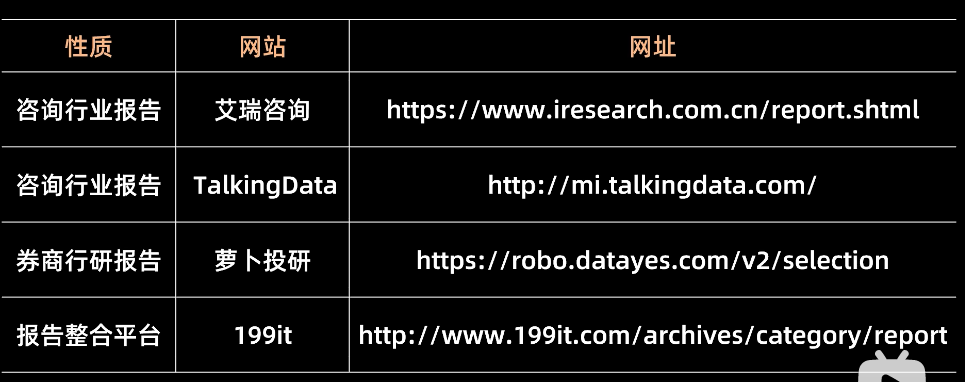 性质 网站 网址
咨询行业报告 艾瑞咨询 https://www.iresearch.com.cn/report.shtml
咨询行业报告 TalkingData http://mi.talkingdata.com/
券商行研报告 萝卜投研 https://robo.datayes.com/v2/selection
报告整合平台 199it http://www.199it.com/archives/category/report